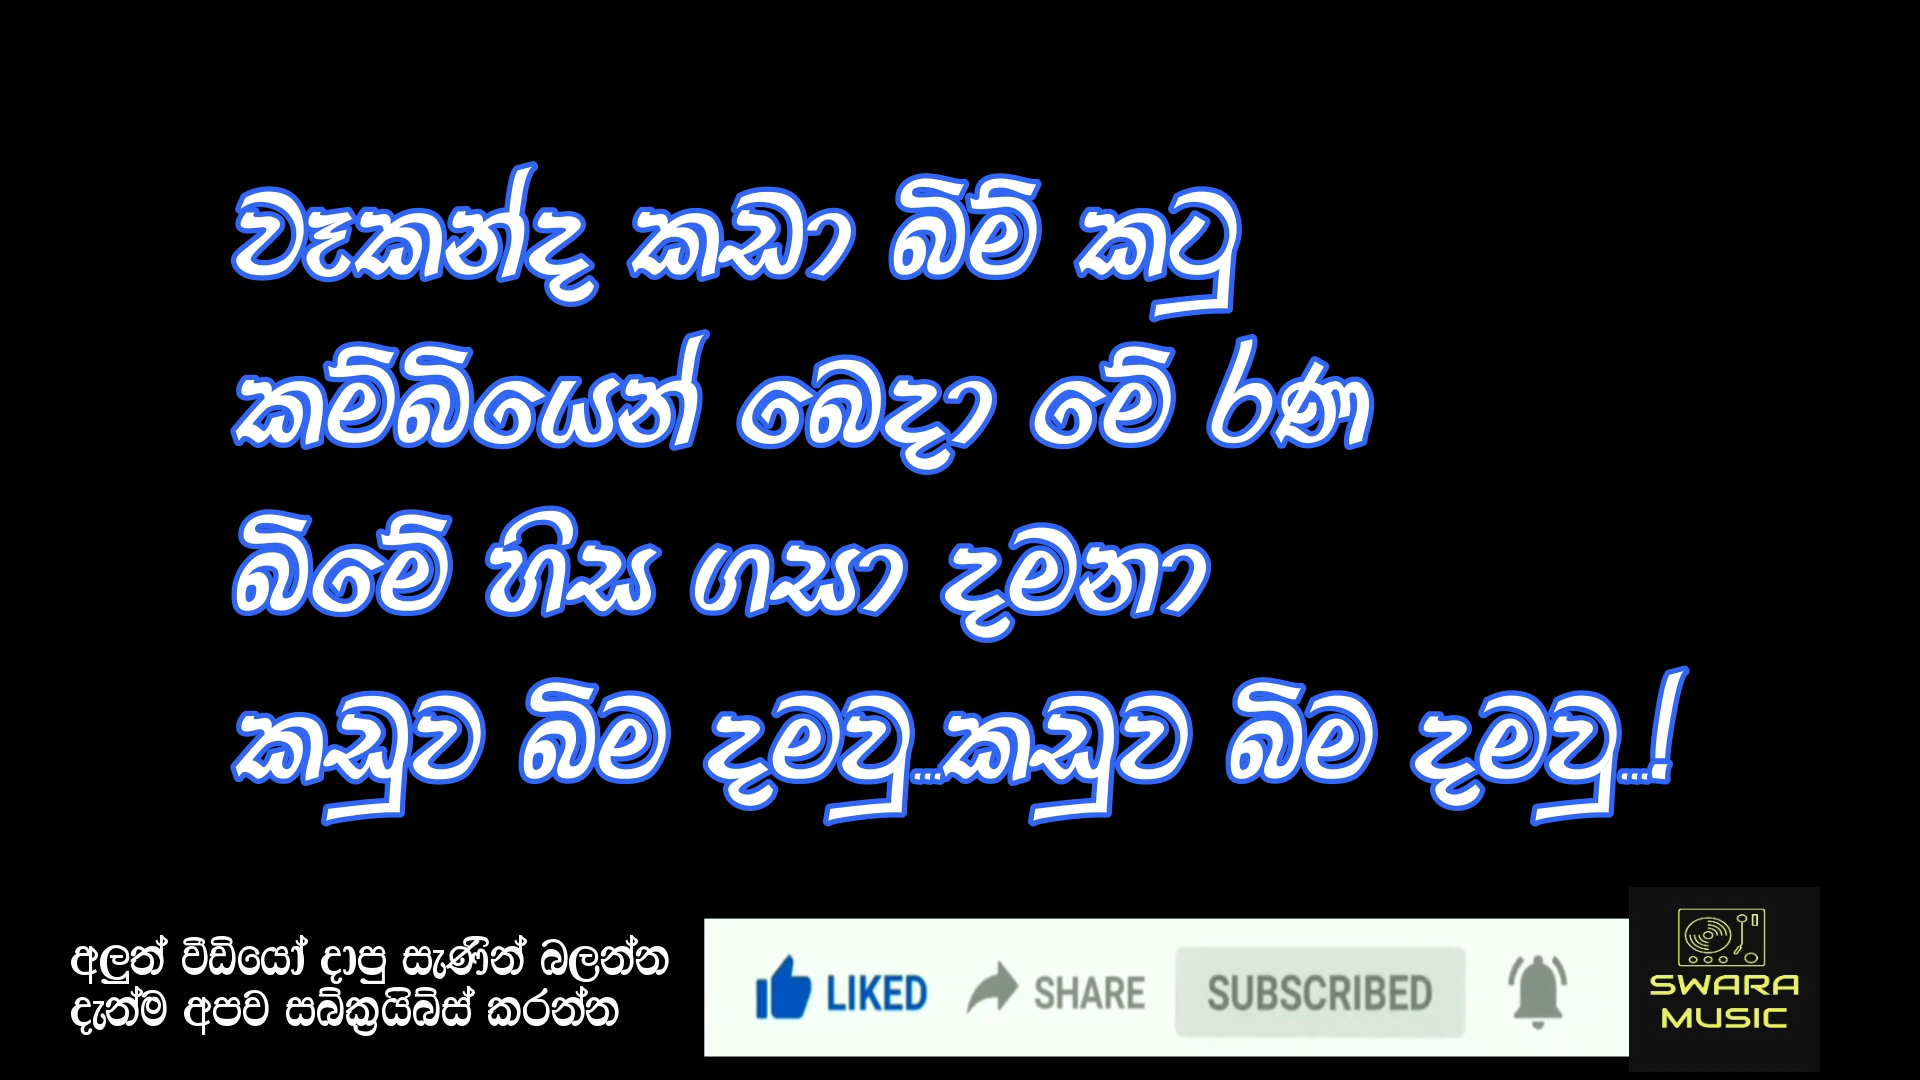 වෑකන්ද කඩා බිම් කටු
කම්බියෙන් බෙදා මේ රණ
බිමේ හිස ගසා දමනා
කඩුව බිම දමවු...කඩුව බිම දමවු...!
අලුත් වීඩියෝ දාපු සැණින් බලන්න
දැන්ම අපව සබ්ක්‍රයිබ්ස් කරන්න
LIKED SHARE SUBSCRIBED
SWARA
MUSIC